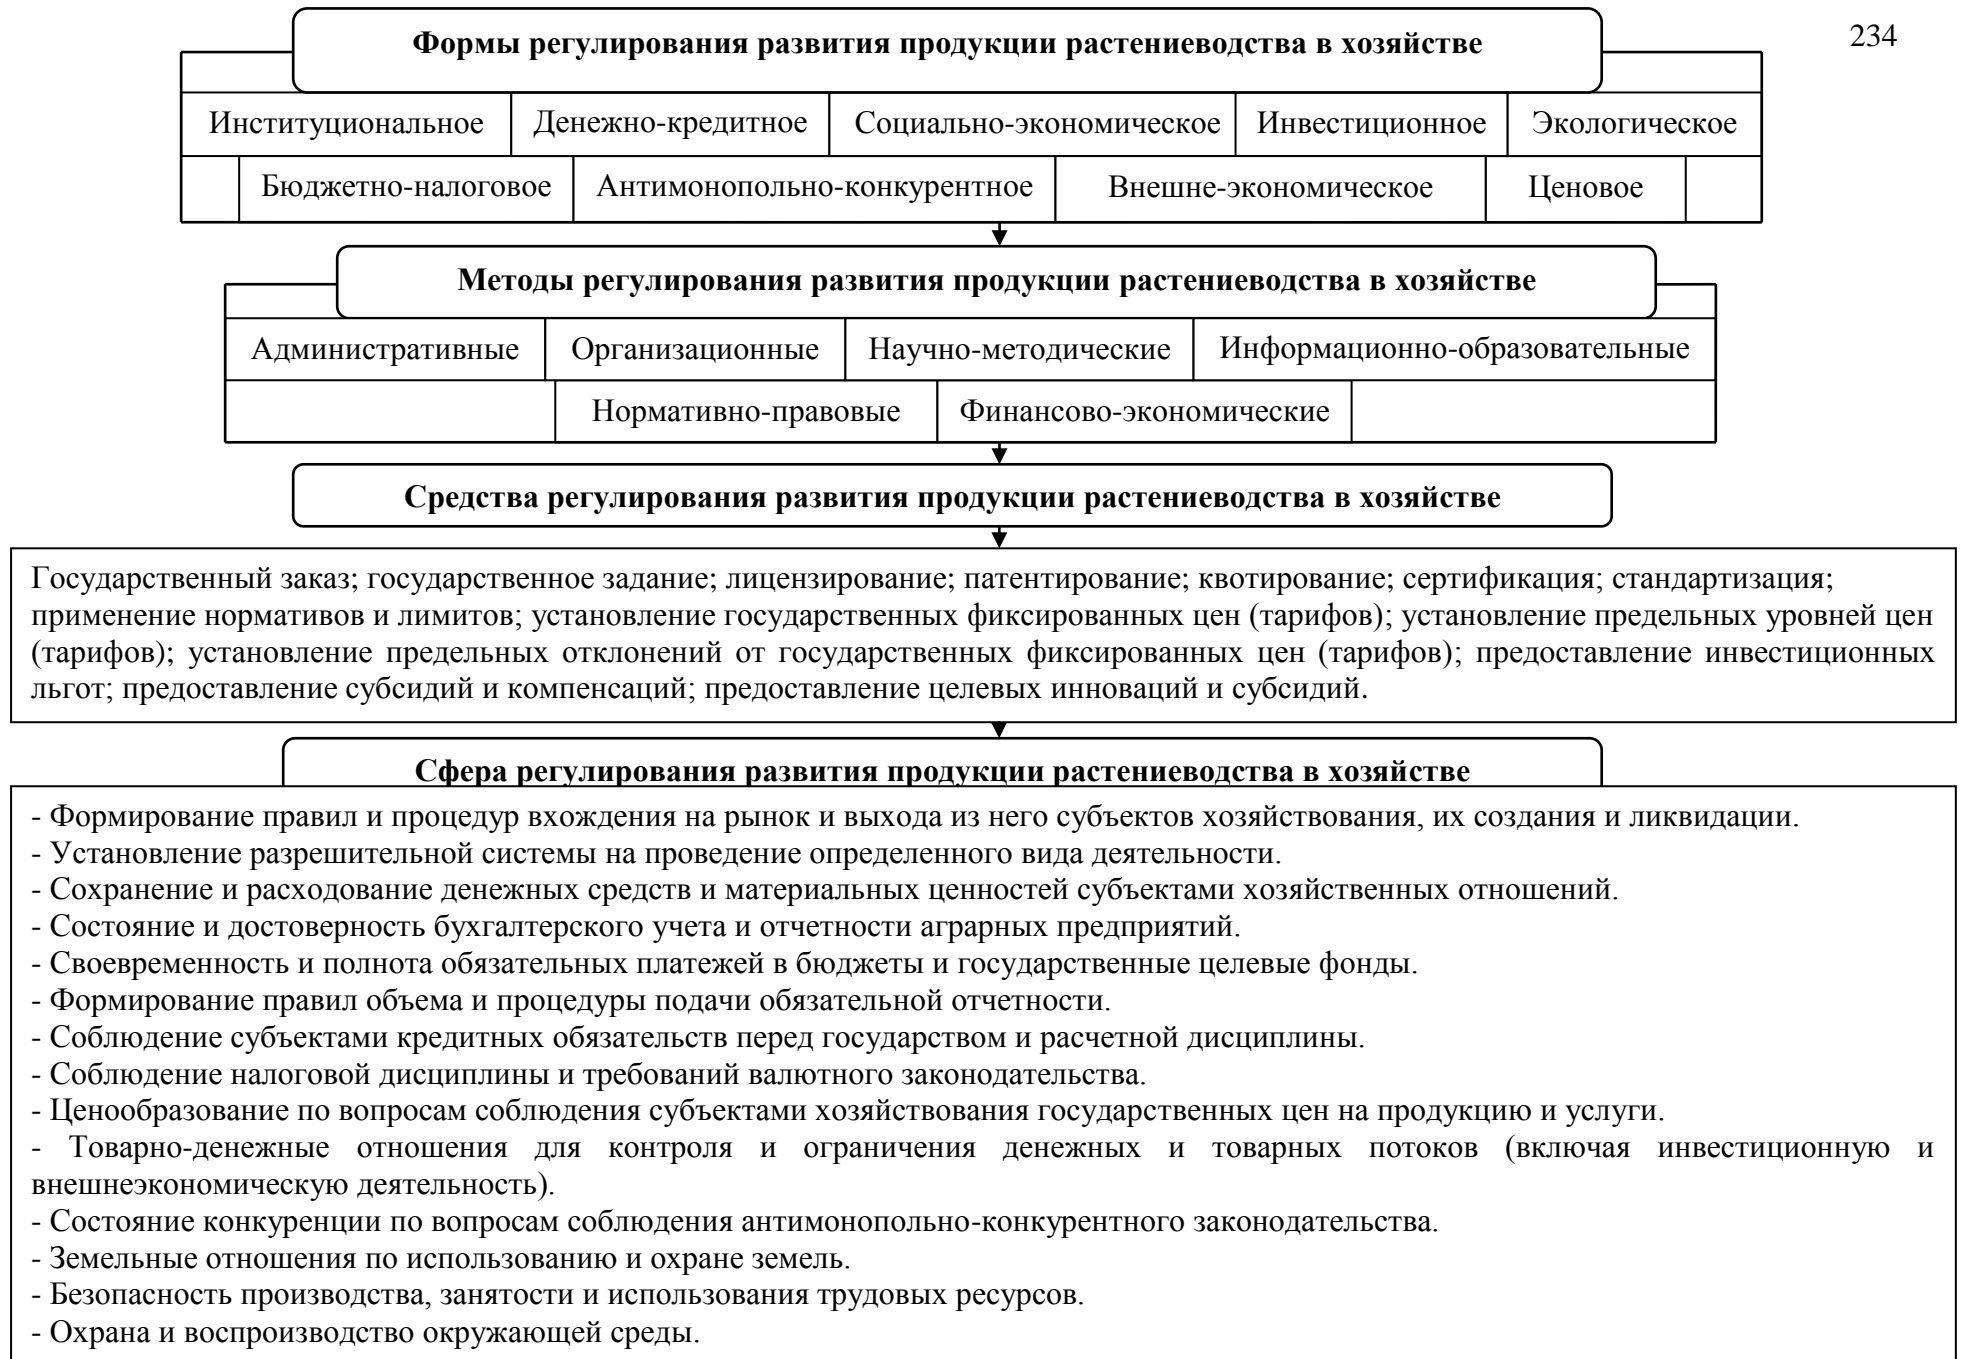 234
Формы регулирования развития продукции растениеводства в хозяйстве
Институциональное Денежно-кредитное Социально-экономическое Инвестиционное Экологическое
Бюджетно-налоговое Антимонопольно-конкурентное Внешне-экономическое Ценовое
Методы регулирования развития продукции растениеводства в хозяйстве
Административные Организационные Научно-методические Информационно-образовательные
Нормативно-правовые Финансово-экономические
Средства регулирования развития продукции растениеводства в хозяйстве
Государственный заказ; государственное задание; лицензирование; патентирование; квотирование; сертификация; стандартизация;
применение нормативов и лимитов; установление государственных фиксированных цен (тарифов); установление предельных уровней цен
(тарифов); установление предельных отклонений от государственных фиксированных цен (тарифов); предоставление инвестиционных
льгот; предоставление субсидий и компенсаций; предоставление целевых инноваций и субсидий.
Сфера регулирования развития продукции растениеводства в хозяйстве
- Формирование правил и процедур вхождения на рынок и выхода из него субъектов хозяйствования, их создания и ликвидации.
- Установление разрешительной системы на проведение определенного вида деятельности.
- Сохранение и расходование денежных средств и материальных ценностей субъектами хозяйственных отношений.
- Состояние и достоверность бухгалтерского учета и отчетности аграрных предприятий.
- Своевременность и полнота обязательных платежей в бюджеты и государственные целевые фонды.
- Формирование правил объема и процедуры подачи обязательной отчетности.
- Соблюдение субъектами кредитных обязательств перед государством и расчетной дисциплины.
- Соблюдение налоговой дисциплины и требований валютного законодательства.
- Ценообразование по вопросам соблюдения субъектами хозяйствования государственных цен на продукцию и услуги.
- Товарно-денежные отношения для контроля и ограничения денежных и товарных потоков (включая инвестиционную и
внешнеэкономическую деятельность).
- Состояние конкуренции по вопросам соблюдения антимонопольно-конкурентного законодательства.
- Земельные отношения по использованию и охране земель.
- Безопасность производства, занятости и использования трудовых ресурсов.
- Охрана и воспроизводство окружающей среды.